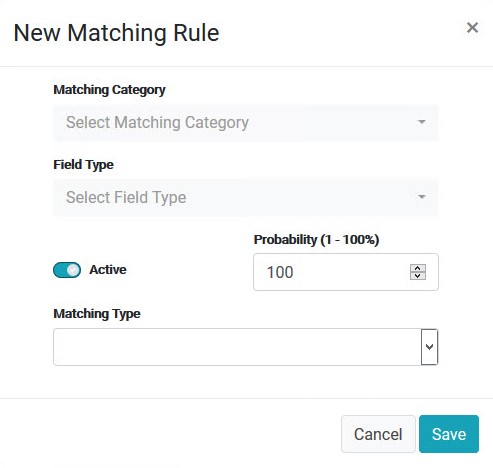 New Matching Rule
×
Matching Category
Select Matching Category
Field Type
Select Field Type
Probability (1 - 100%)
Active
100
Matching Type
Cancel Save